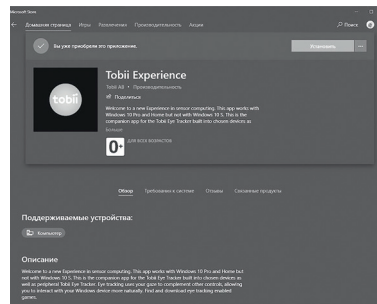 Microsoft Store
Домашняя страница Игры Развлечения Производительность Акции
Поиск
Вы уже приобрели это приложение.
Установить
tobii
Tobii Experience
Tobii AB • Производительность
Поделиться
Welcome to a new Experience in sensor computing. This app works with
Windows 10 Pro and Home but not with Windows 10 S. This is the
companion app for the Tobii Eye Tracker built into chosen devices as
Больше
0+
ДЛЯ ВСЕХ ВОЗРАСТОВ
Обзор Требования к системе Отзывы Связанные продукты
Поддерживаемые устройства:
Компьютер
Описание
Welcome to a new Experience in sensor computing. This app works with Windows 10 Pro and Home but
not with Windows 10 S. This is the companion app for the Tobii Eye Tracker built into chosen devices as
well as peripheral Tobii Eye Tracker. Eye tracking uses your gaze to complement other controls, allowing
you to interact with your Windows device more naturally. Find and download eye tracking enabled
games.